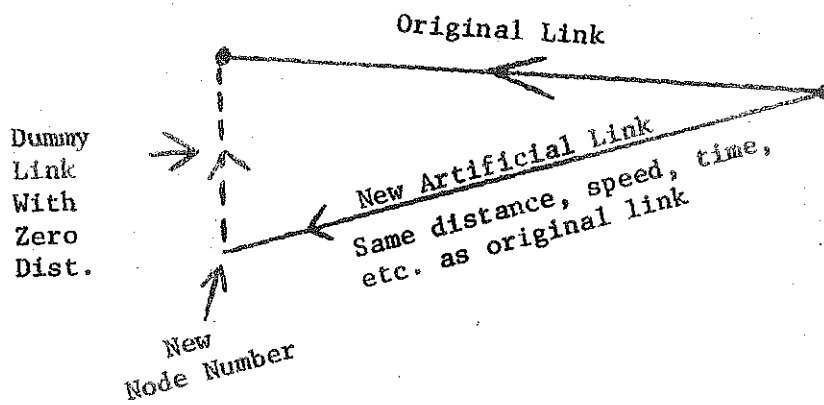 Original Link
Dummy
Link
With
Zero
Dist.
New Artificial Link
Same distance, speed, time,
etc. as original link
New
Node Number